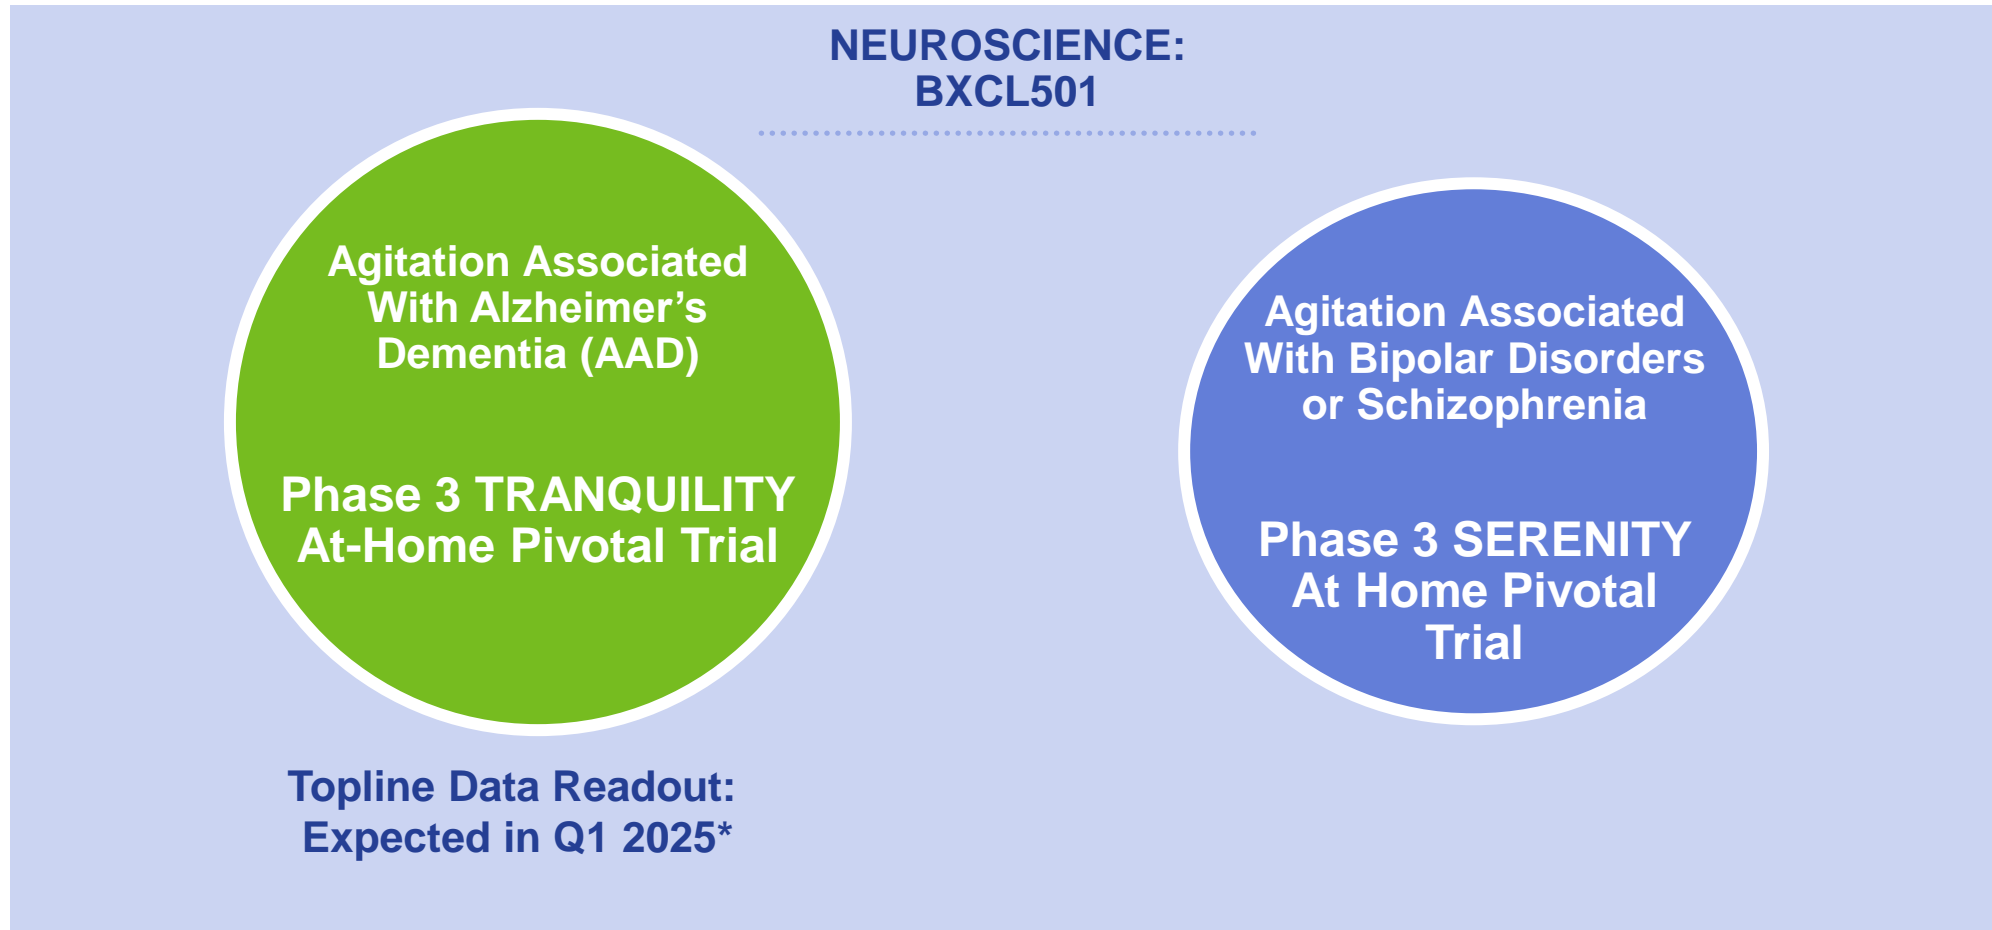 NEUROSCIENCE:
BXCL501
Agitation Associated
With Alzheimer’s
Dementia (AAD)
Phase 3 TRANQUILITY
At-Home Pivotal Trial
Topline Data Readout:
Expected in Q1 2025*
Agitation Associated
With Bipolar Disorders
or Schizophrenia
Phase 3 SERENITY
At Home Pivotal
Trial